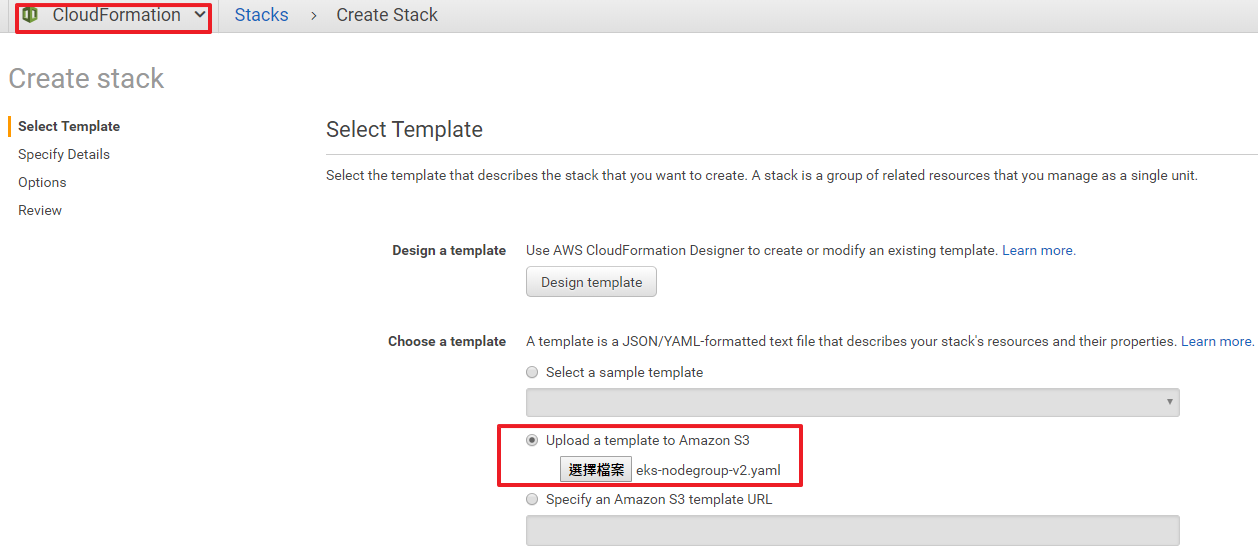 CloudFormation Stacks > Create Stack
Create stack
Select Template
Specify Details
Options
Review
Select Template
Select the template that describes the stack that you want to create. A stack is a group of related resources that you manage as a single unit.
Design a template Use AWS CloudFormation Designer to create or modify an existing template. Learn more.
Design template
Choose a template A template is a JSON/YAML-formatted text file that describes your stack's resources and their properties. Learn more.
Select a sample template
Upload a template to Amazon S3
選擇檔案 eks-nodegroup-v2.yaml
Specify an Amazon S3 template URL